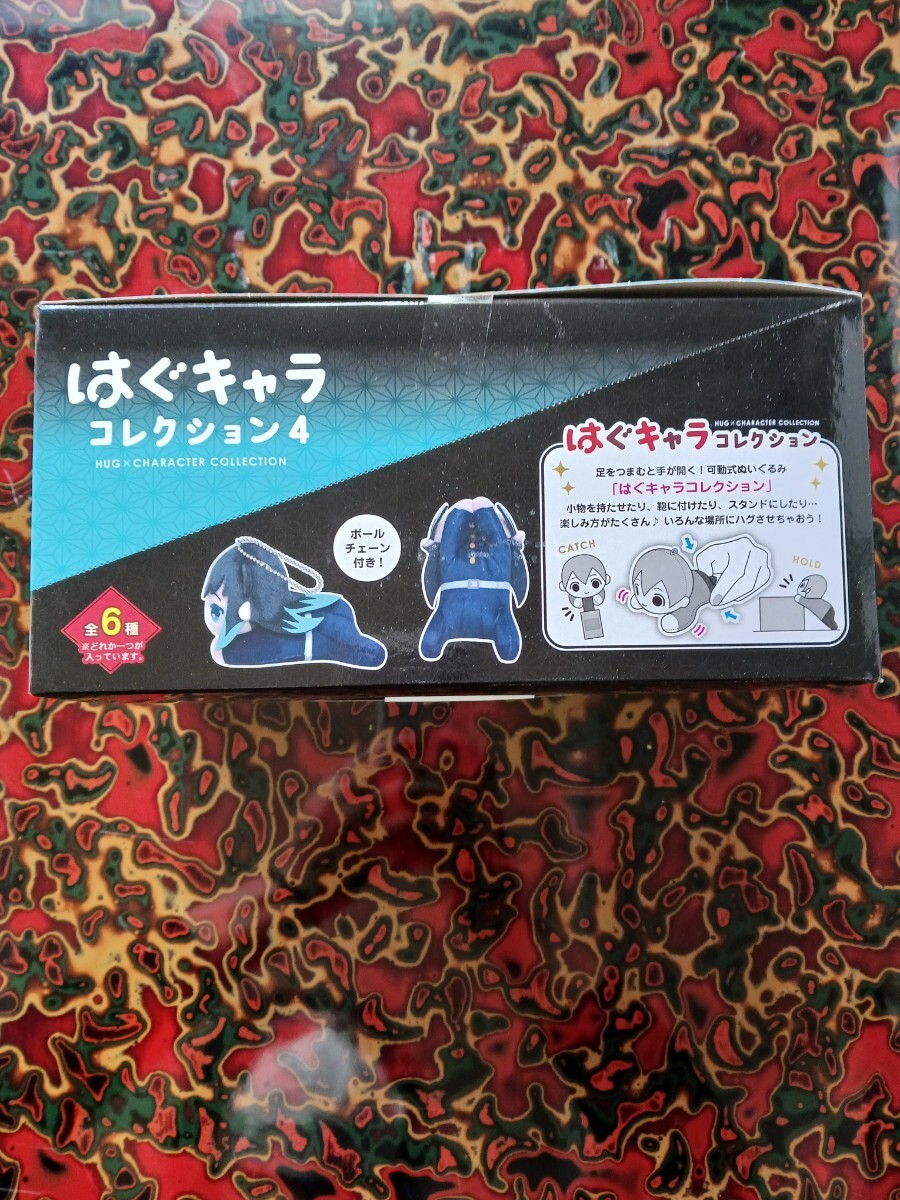 はぐキャラ
コレクション4
HUG×CHARACTER COLLECTION
全6種
※どれか一つが
入っています。
ボール
チェーン
付き!
HUG×CHARACTER COLLECTION
はぐキャラコレクション
足をつまむと手が開く!可動式ぬいぐるみ
「はぐキャラコレクション」
小物を持たせたり、鞄に付けたり、スタンドにしたり…
楽しみ方がたくさん♪いろんな場所にハグさせちゃおう!
CATCH
HOLD